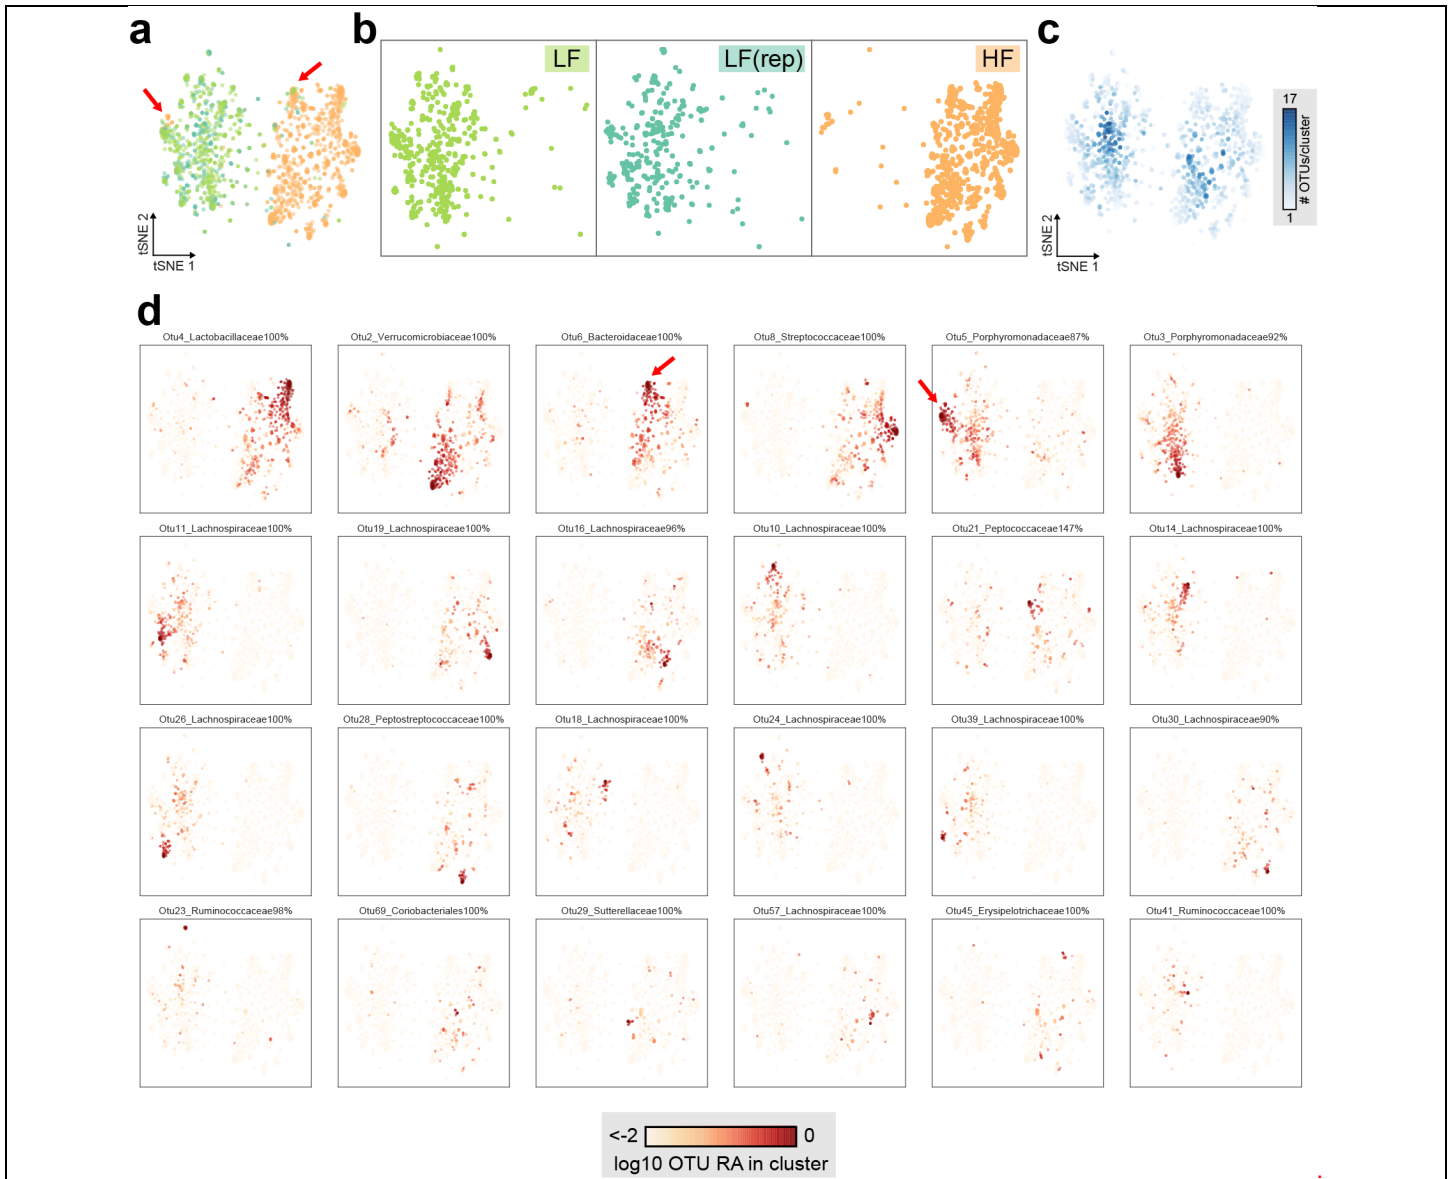 a
b
c
LF
LF(rep)
HF
17
# OTUs/cluster
1
tSNE 2
tSNE 1
tSNE 2
tSNE 1
d
Otu4_Lactobacillaceae100%
Otu2_Verrucomicrobiaceae100%
Otu6_Bacteroidaceae100%
Otu8_Streptococcaceae100%
Otu5_Porphyromonadaceae87%
Otu3_Porphyromonadaceae92%
Otu11_Lachnospiraceae100%
Otu19_Lachnospiraceae100%
Otu16_Lachnospiraceae96%
Otu10_Lachnospiraceae100%
Otu21_Peptococcaceae147%
Otu14_Lachnospiraceae100%
Otu26_Lachnospiraceae100%
Otu28_Peptostreptococcaceae100%
Otu18_Lachnospiraceae100%
Otu24_Lachnospiraceae100%
Otu39_Lachnospiraceae100%
Otu30_Lachnospiraceae90%
Otu23_Ruminococcaceae98%
Otu69_Coriobacteriales100%
Otu29_Sutterellaceae100%
Otu57_Lachnospiraceae100%
Otu45_Erysipelotrichaceae100%
Otu41_Ruminococcaceae100%
<-2
0
log10 OTU RA in cluster